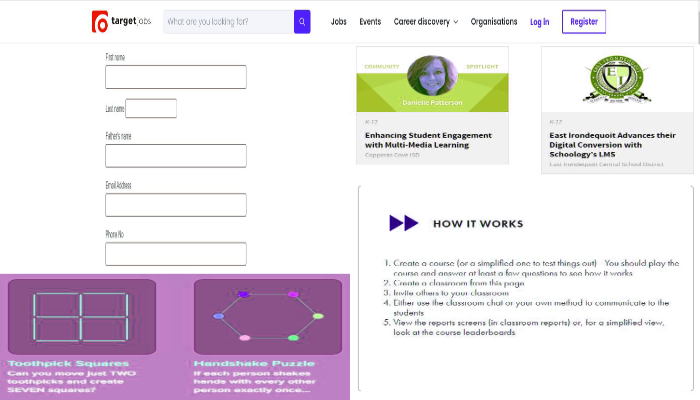 targetjobs What are you looking for? Jobs Events Career discovery Organisations Log in Register
First name
Last name
Father's name
Email Address
Phone No
COMMUNITY SPOTLIGHT
Danielle Patterson
K-12
Enhancing Student Engagement
with Multi-Media Learning
Copperas Cove ISD
EAST IRONDEQUOIT
E I
K-12
East Irondequoit Advances their
Digital Conversion with
Schoology's LMS
East Irondequoit Central School District
HOW IT WORKS
1. Create a course (or a simplified one to test things out) You should play the
course and answer at least a few questions to see how it works
2. Create a classroom from this page
3. Invite others to your classroom
4. Either use the classroom chat or your own method to communicate to the
students
5. View the reports screens (in classroom reports) or, for a simplified view,
look at the course leaderboards
Toothpick Squares
Can you move just TWO
toothpicks and create
SEVEN squares?
Handshake Puzzle
If each person shakes
hands with every other
person exactly once...